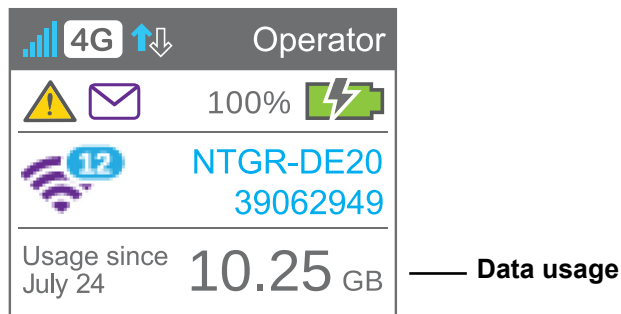 4G Operator
100%
12 NTGR-DE20
39062949
Usage since
July 24
10.25 GB
Data usage